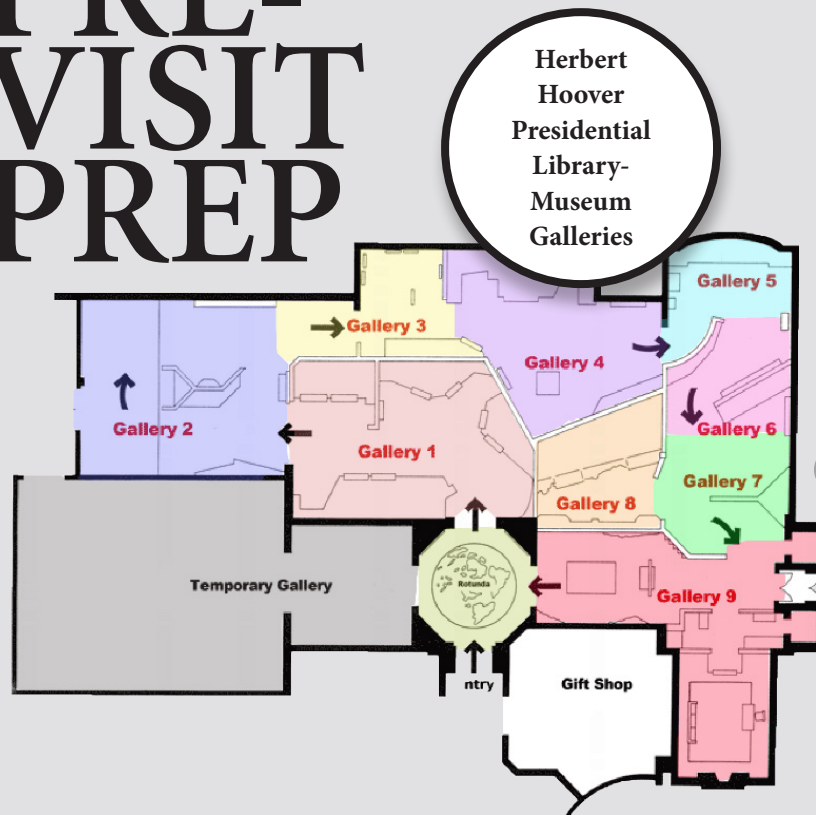 PRE-
VISIT
PREP
Herbert
Hoover
Presidential
Library-
Museum
Galleries
Gallery 5
Gallery 3
Gallery 4
Gallery 2
Gallery 6
Gallery 1
Gallery 7
Gallery 8
Temporary Gallery
Rotunda
Gallery 9
ntry
Gift Shop